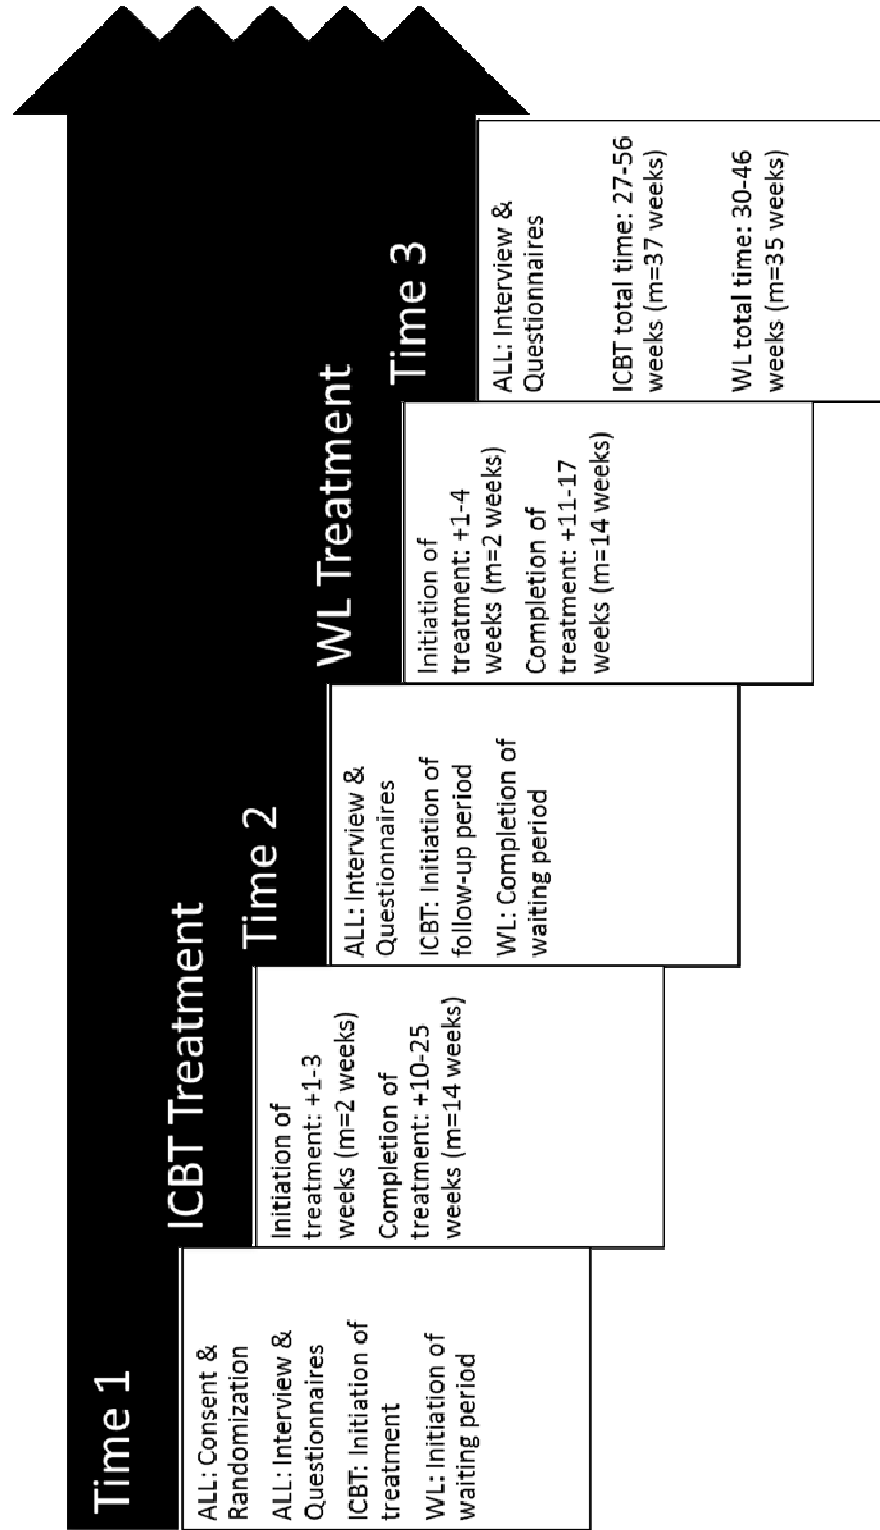 Time 1
ALL: Consent &
Randomization
ALL: Interview &
Questionnaires
ICBT: Initiation of
treatment
WL: Initiation of
waiting period
ICBT Treatment
Initiation of
treatment: +1-3
weeks (m=2 weeks)
Completion of
treatment: +10-25
weeks (m=14 weeks)
Time 2
ALL: Interview &
Questionnaires
ICBT: Initiation of
follow-up period
WL: Completion of
waiting period
WL Treatment
Initiation of
treatment: +1-4
weeks (m=2 weeks)
Completion of
treatment: +11-17
weeks (m=14 weeks)
Time 3
ALL: Interview &
Questionnaires
ICBT total time: 27-56
weeks (m=37 weeks)
WL total time: 30-46
weeks (m=35 weeks)